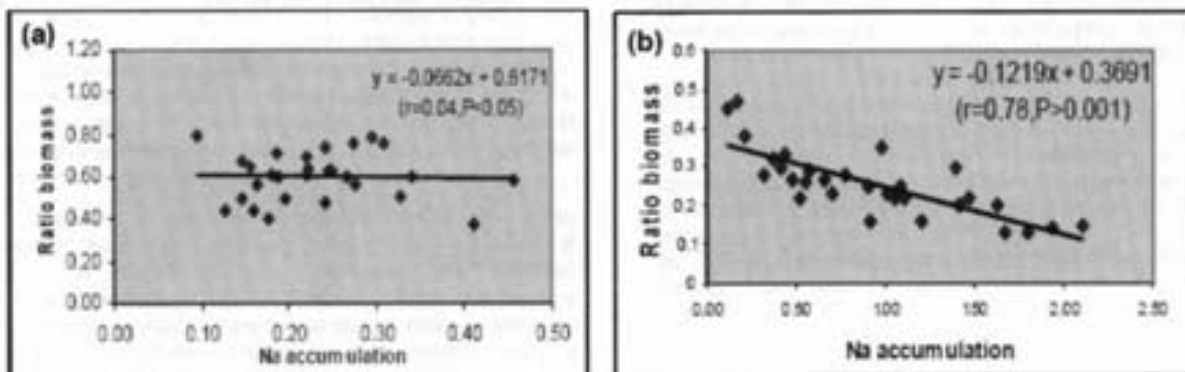 (a)
1.20
1.00
0.80
0.60
0.40
0.20
0.00
Ratio biomass
y = -0.0662x + 0.6171
(r=0.04,P<0.05)
0.00 0.10 0.20 0.30 0.40 0.50
Na accumulation
(b)
0.6
0.5
0.4
0.3
0.2
0.1
0
Ratio biomass
y = -0.1219x + 0.3691
(r=0.78,P>0.001)
0.00 0.50 1.00 1.50 2.00 2.50
Na accumulation